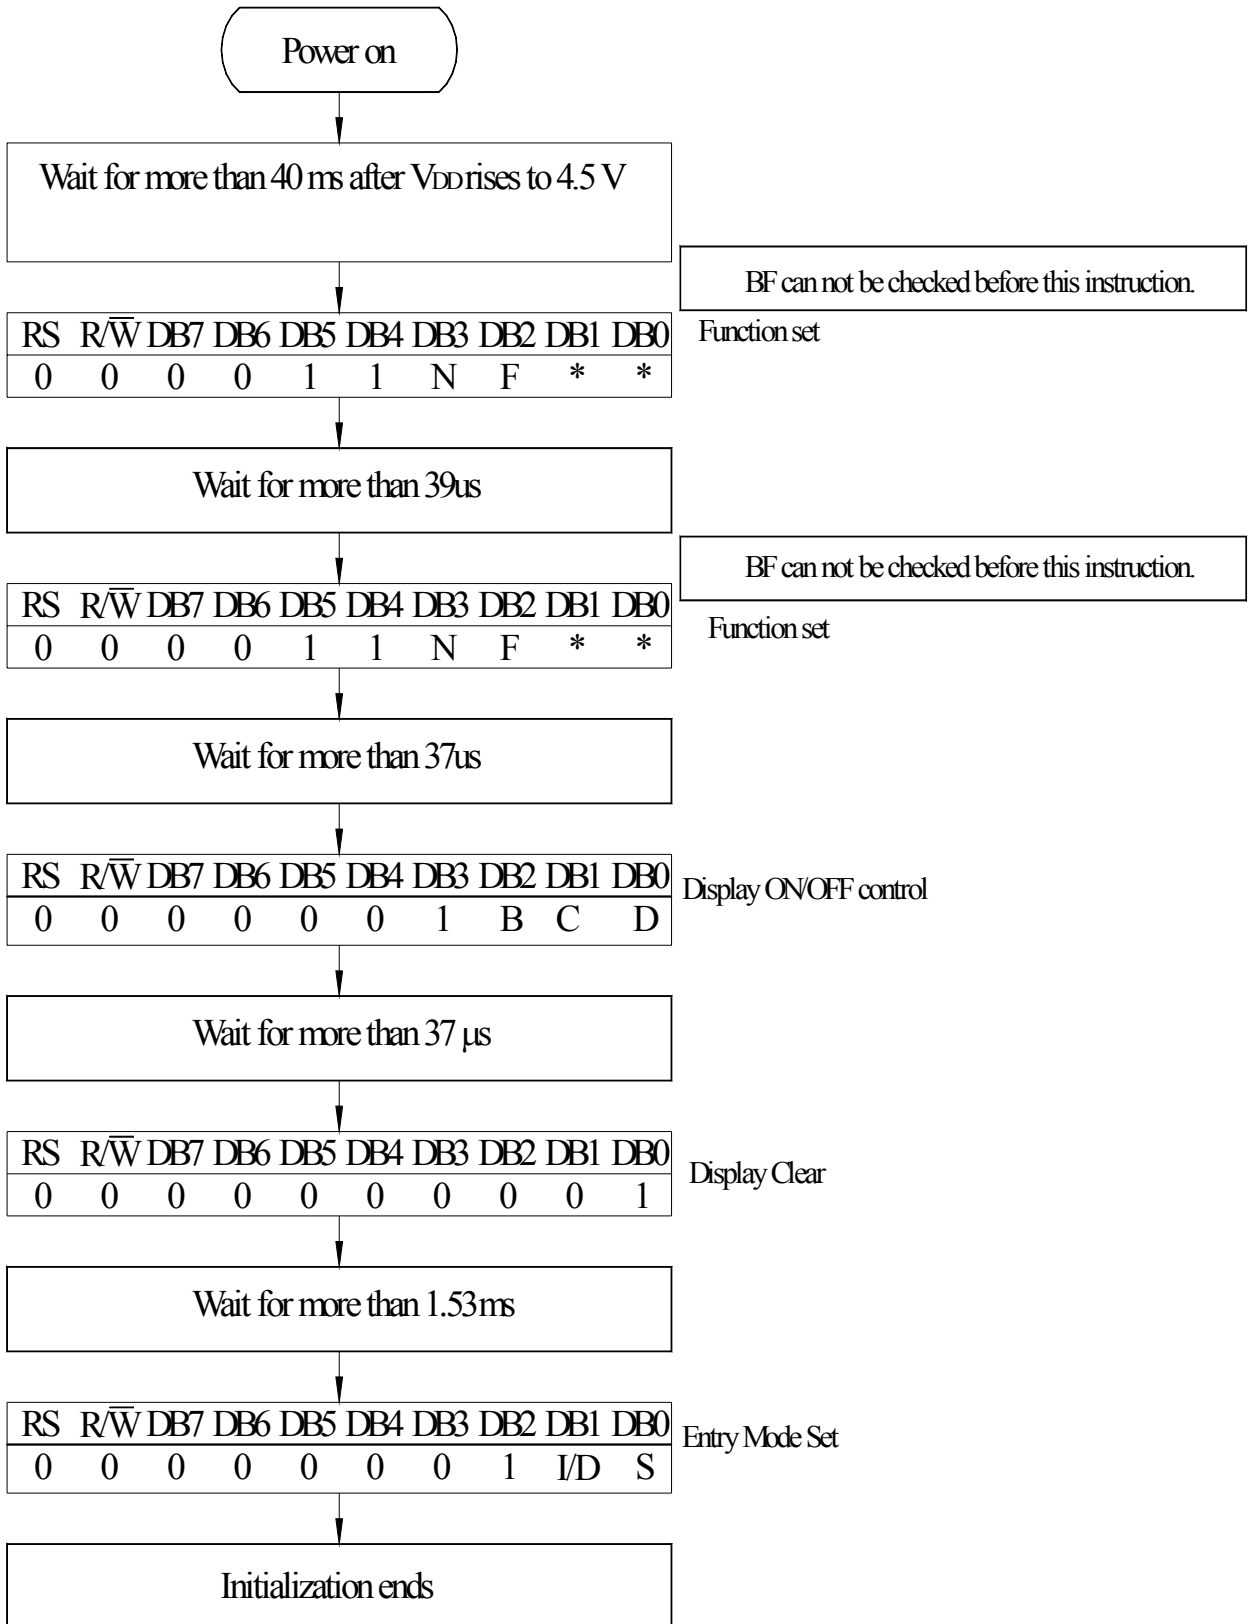 Power on
Wait for more than 40 ms after VDD rises to 4.5 V
BF can not be checked before this instruction.
RS R/W̅ DB7 DB6 DB5 DB4 DB3 DB2 DB1 DB0
Function set
0 0 0 0 1 1 N F * *
Wait for more than 39us
BF can not be checked before this instruction.
RS R/W̅ DB7 DB6 DB5 DB4 DB3 DB2 DB1 DB0
Function set
0 0 0 0 1 1 N F * *
Wait for more than 37us
RS R/W̅ DB7 DB6 DB5 DB4 DB3 DB2 DB1 DB0
Display ON/OFF control
0 0 0 0 0 0 1 B C D
Wait for more than 37 μs
RS R/W̅ DB7 DB6 DB5 DB4 DB3 DB2 DB1 DB0
Display Clear
0 0 0 0 0 0 0 0 0 1
Wait for more than 1.53ms
RS R/W̅ DB7 DB6 DB5 DB4 DB3 DB2 DB1 DB0
Entry Mode Set
0 0 0 0 0 0 0 1 I/D S
Initialization ends